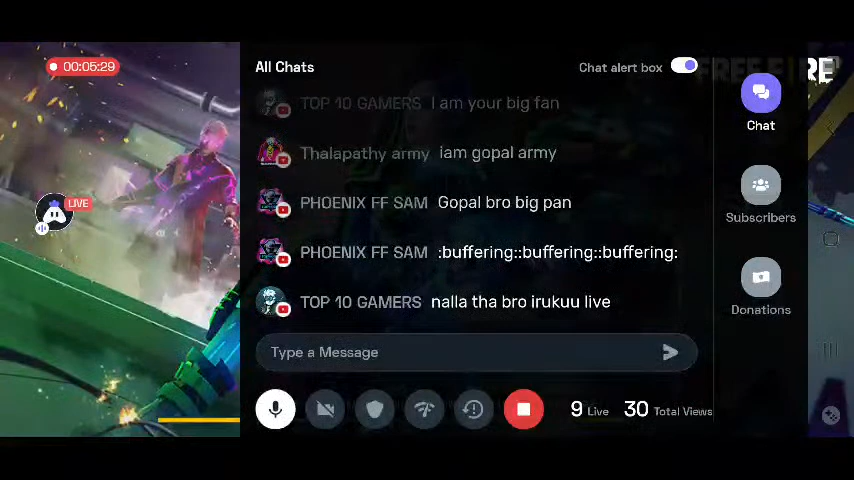 00:05:29
All Chats
Chat alert box
FREE FIRE
TOP 10 GAMERS I am your big fan
Chat
Thalapathy army iam gopal army
LIVE
PHOENIX FF SAM Gopal bro big pan
Subscribers
PHOENIX FF SAM :buffering::buffering::buffering:
TOP 10 GAMERS nalla tha bro irukuu live
Donations
Type a Message
9 Live 30 Total Views